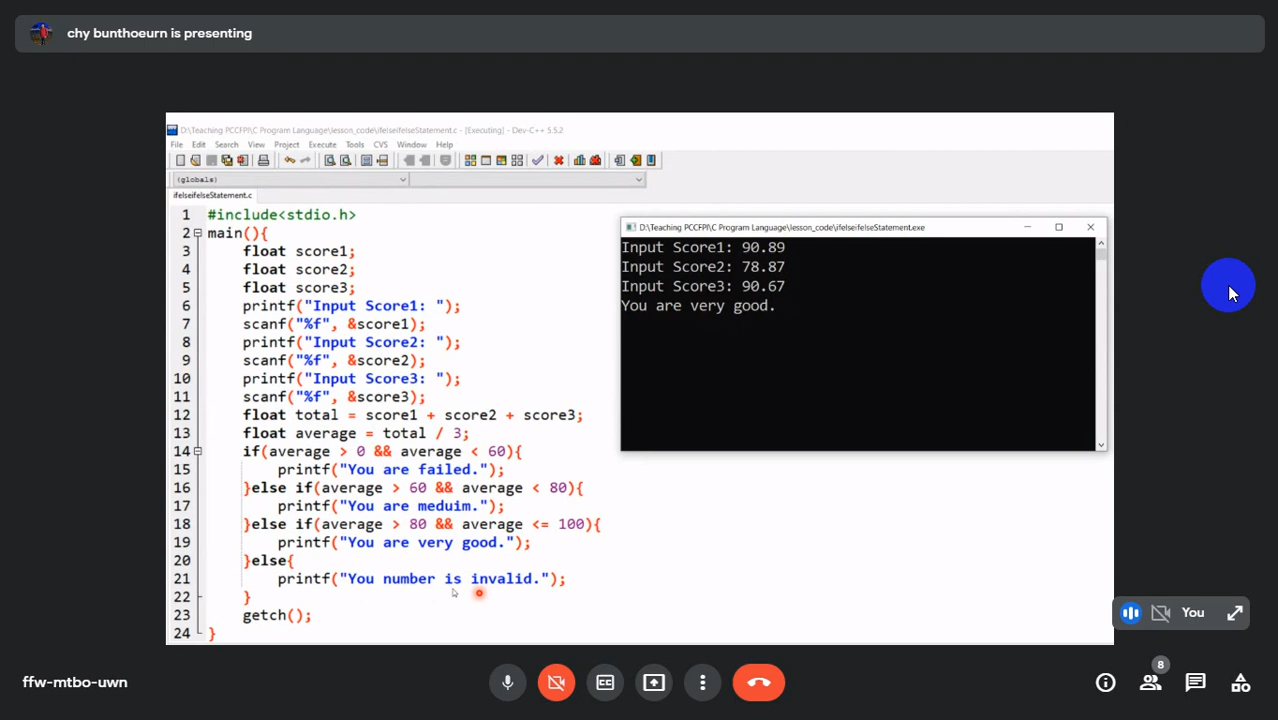 chy bunthoeurn is presenting
D:\Teaching PCCFPI\C Program Language\lesson_code\ifelseifelseStatement.c - [Executing] - Dev-C++ 5.5.2
File Edit Search View Project Execute Tools CVS Window Help
(globals)
ifelseifelseStatement.c
1 #include<stdio.h>
2 main(){
3 float score1;
4 float score2;
5 float score3;
6 printf("Input Score1: ");
7 scanf("%f", &score1);
8 printf("Input Score2: ");
9 scanf("%f", &score2);
10 printf("Input Score3: ");
11 scanf("%f", &score3);
12 float total = score1 + score2 + score3;
13 float average = total / 3;
14 if(average > 0 && average < 60){
15 printf("You are failed.");
16 }else if(average > 60 && average < 80){
17 printf("You are meduim.");
18 }else if(average > 80 && average <= 100){
19 printf("You are very good.");
20 }else{
21 printf("You number is invalid.");
22 }
23 getch();
24 }
D:\Teaching PCCFPI\C Program Language\lesson_code\ifelseifelseStatement.exe
Input Score1: 90.89
Input Score2: 78.87
Input Score3: 90.67
You are very good.
You
ffw-mtbo-uwn
CC
8